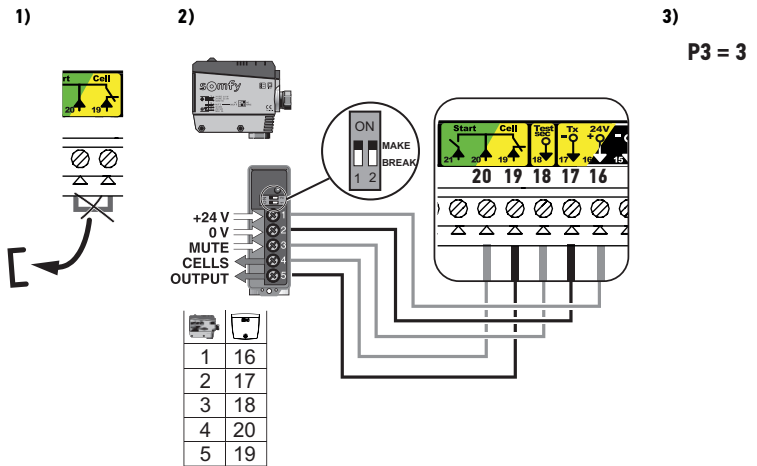 1)
rt Cell
20 19
2)
somfy
ON
MAKE
BREAK
1 2
+24 V
0 V
MUTE
CELLS
OUTPUT
1
2
3
4
5
1 16
2 17
3 18
4 20
5 19
Start Cell Test sec Tx 24V
- + -
21 20 19 18 17 16 15
20 19 18 17 16
3)
P3 = 3